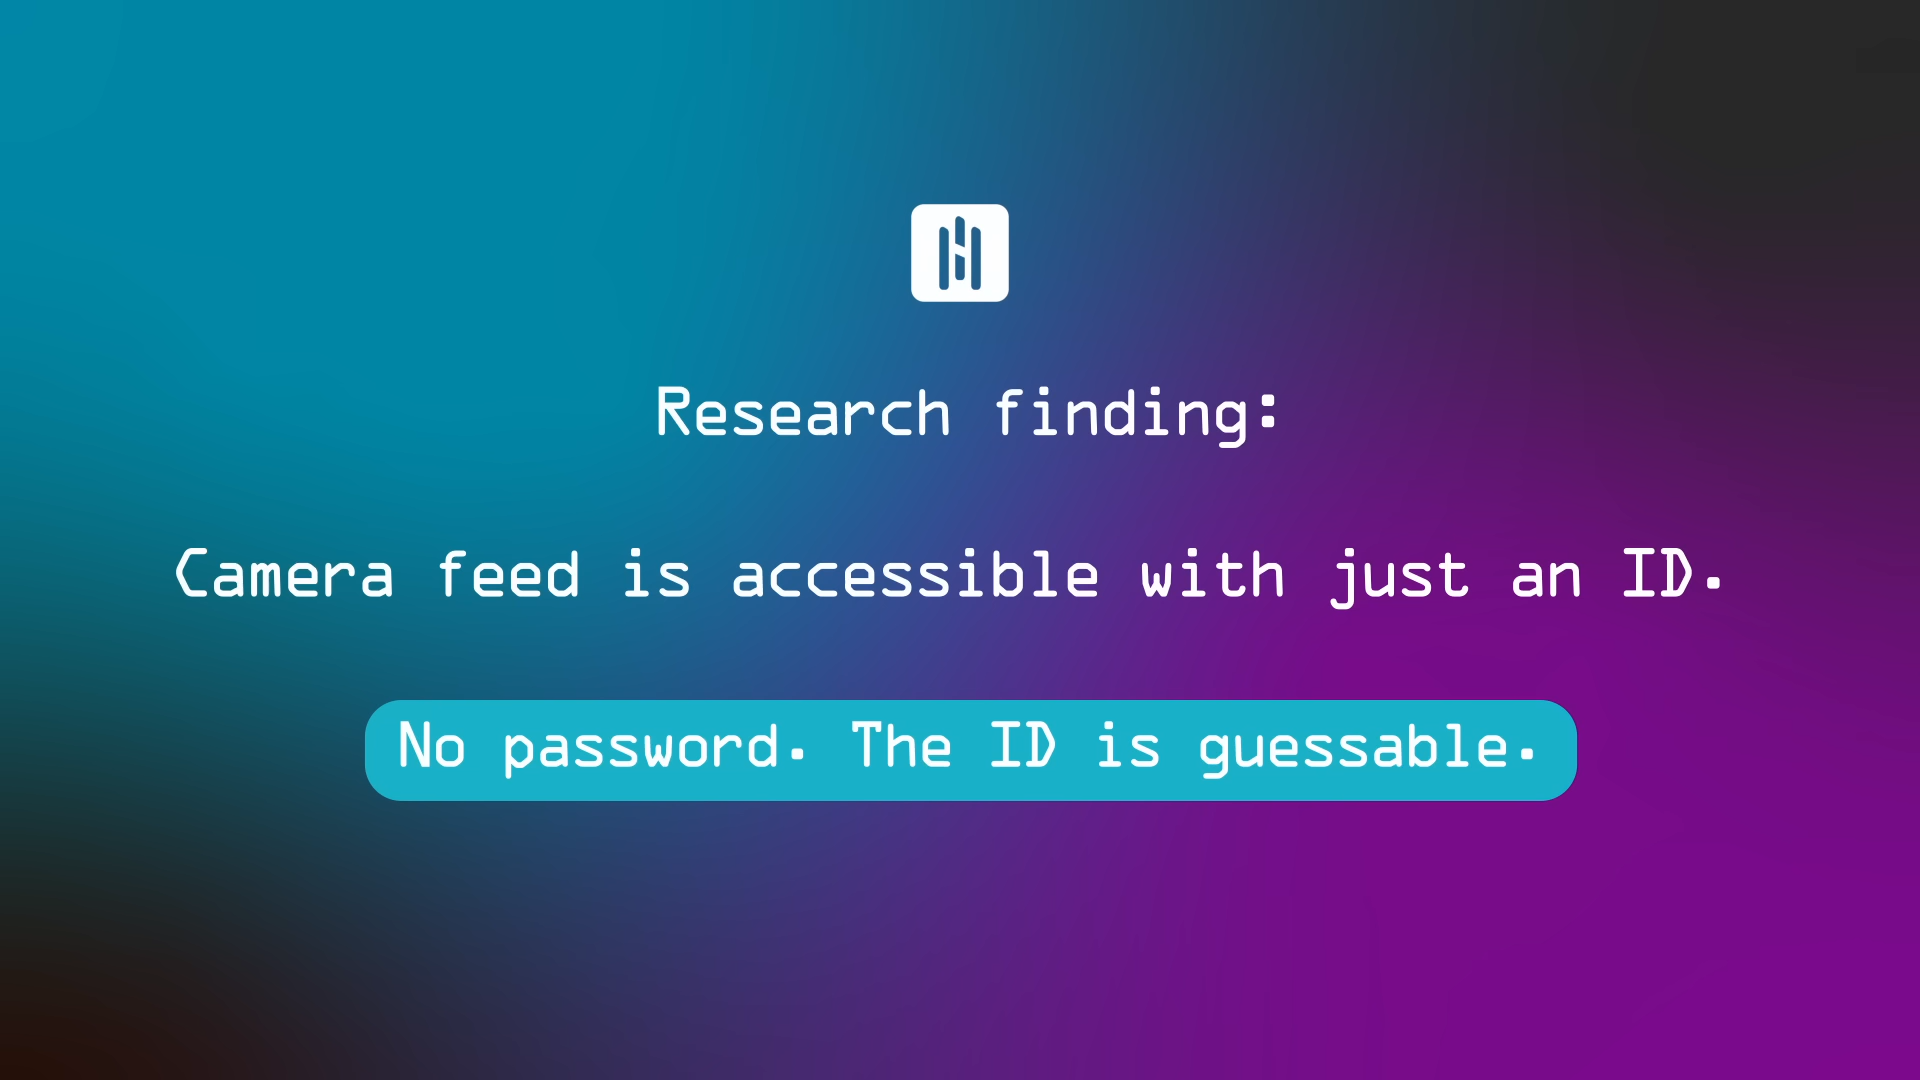 Research finding:
Camera feed is accessible with just an ID.
No password. The ID is guessable.